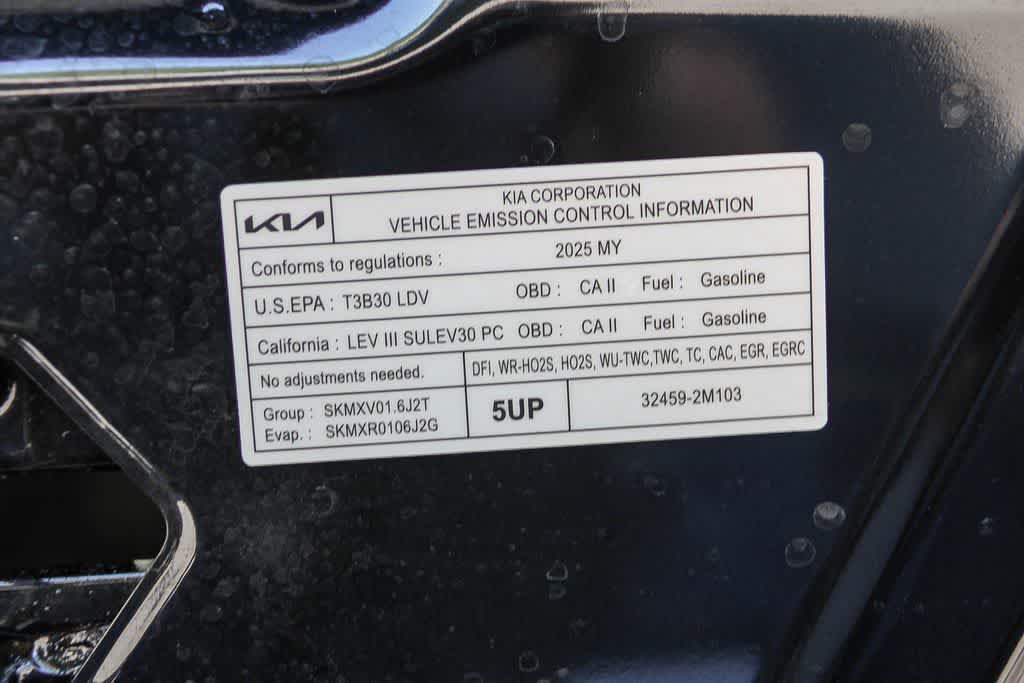 KIA
KIA CORPORATION
VEHICLE EMISSION CONTROL INFORMATION
Conforms to regulations : 2025 MY
U.S.EPA : T3B30 LDV OBD : CA II Fuel : Gasoline
California : LEV III SULEV30 PC OBD : CA II Fuel : Gasoline
No adjustments needed. DFI, WR-HO2S, HO2S, WU-TWC,TWC, TC, CAC, EGR, EGRC
Group : SKMXV01.6J2T
Evap. : SKMXR0106J2G
5UP
32459-2M103